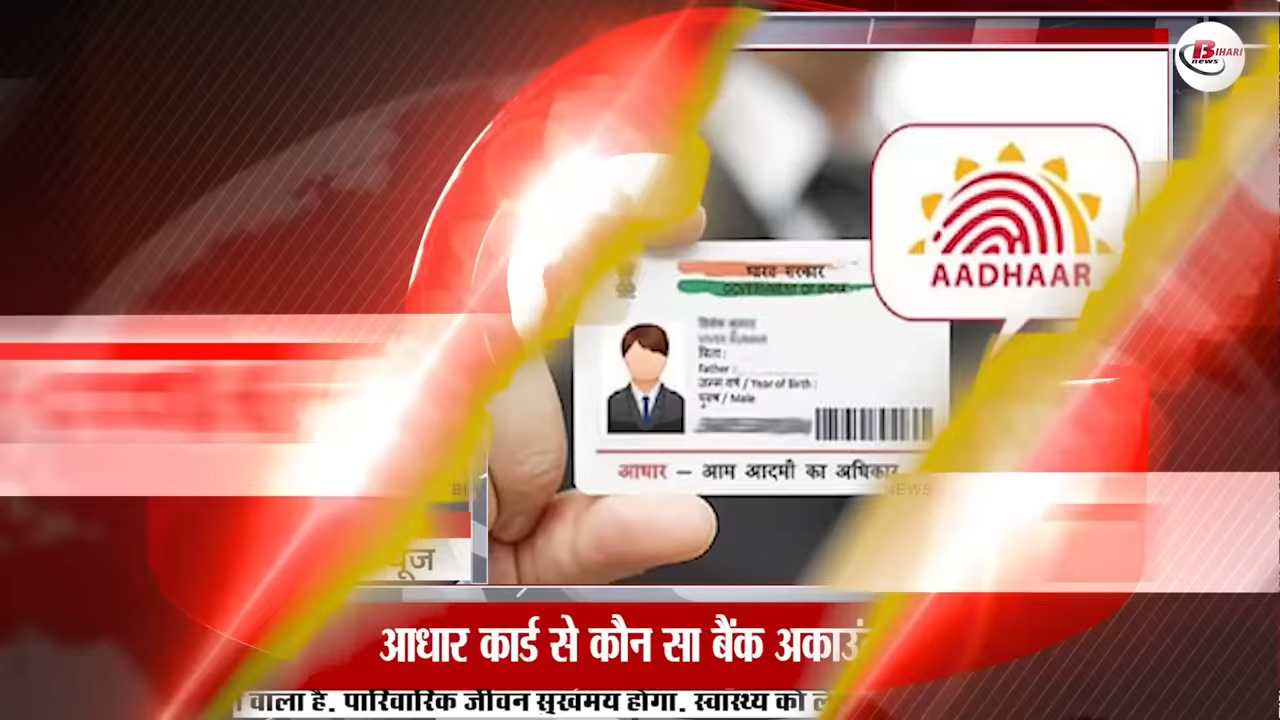 BIHARI
news
AADHAAR
भारत सरकार
GOVERNMENT OF INDIA
पिता :
Father :
जन्म वर्ष / Year of Birth :
पुरुष / Male
आधार – आम आदमी का अधिकार
NEWS
यूज
आधार कार्ड से कौन सा बैंक अकाउं
वाला है. पारिवारिक जीवन सुखमय होगा. स्वास्थ्य को